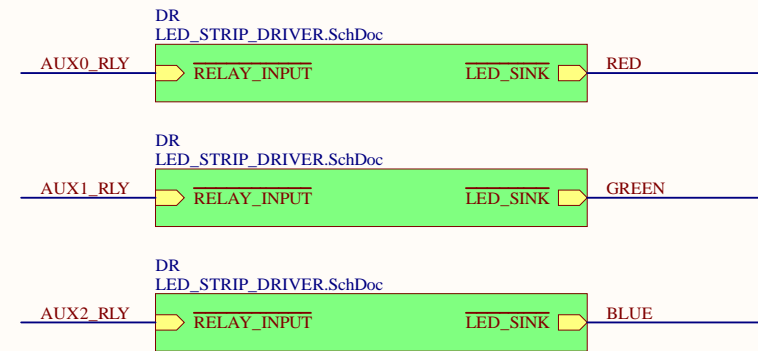 DR
LED_STRIP_DRIVER.SchDoc
AUX0_RLY RELAY_INPUT LED_SINK RED
DR
LED_STRIP_DRIVER.SchDoc
AUX1_RLY RELAY_INPUT LED_SINK GREEN
DR
LED_STRIP_DRIVER.SchDoc
AUX2_RLY RELAY_INPUT LED_SINK BLUE